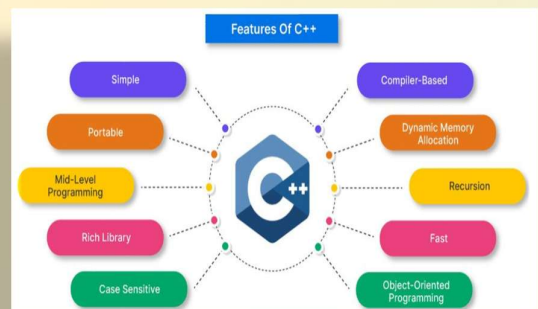 Features Of C++
Simple
Compiler-Based
Portable
Dynamic Memory
Allocation
Mid-Level
Programming
Recursion
Rich Library
Fast
Case Sensitive
Object-Oriented
Programming
C++